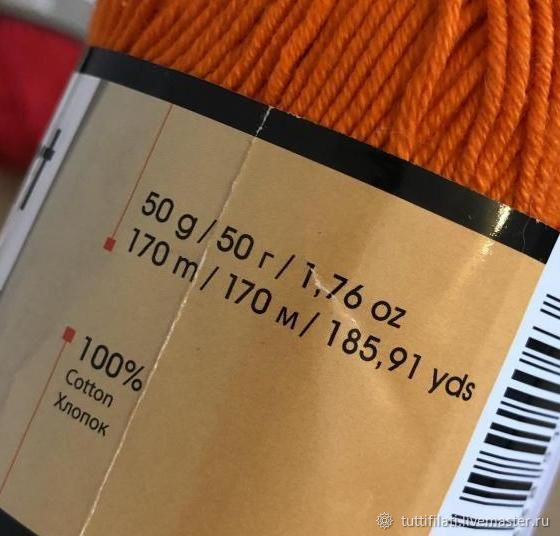 50 g / 50 г / 1,76 oz
170 m / 170 м / 185,91 yds
100%
Cotton
Хлопок
tuttifilati.livemaster.ru